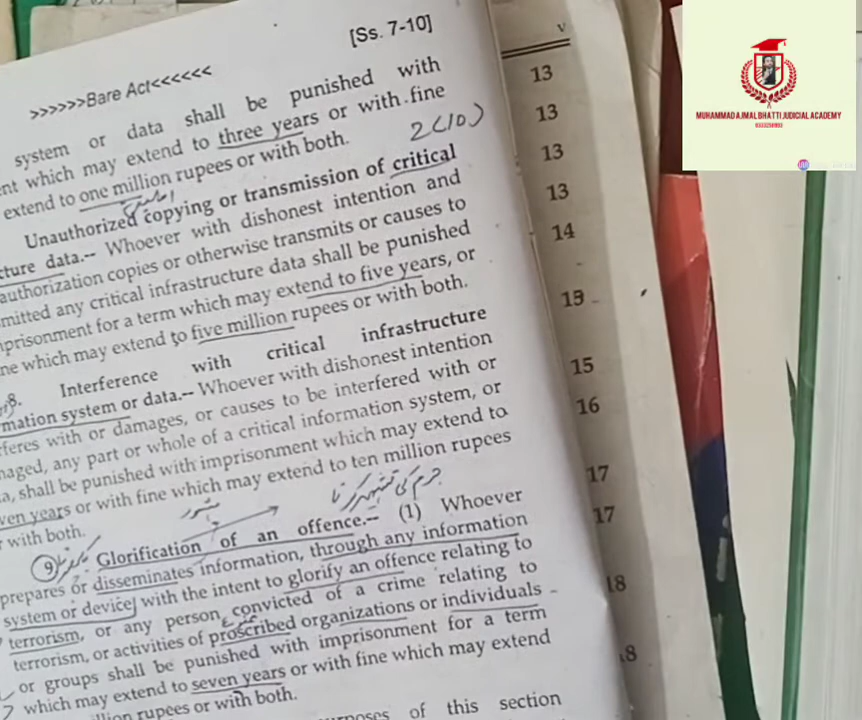 [Ss. 7-10]
>>>>>>Bare Act<<<<<<
system or data shall be punished with
which may extend to three years or with fine
extend to one million rupees or with both.
2(10)
Unauthorized copying or transmission of critical
data.-- Whoever with dishonest intention and
authorization copies or otherwise transmits or causes to
any critical infrastructure data shall be punished
for a term which may extend to five years, or
which may extend to five million rupees or with both.
8. Interference with critical infrastructure
system or data.-- Whoever with dishonest intention
with or damages, or causes to be interfered with or
any part or whole of a critical information system, or
shall be punished with imprisonment which may extend to
years or with fine which may extend to ten million rupees
with both.
9 Glorification of an offence.-- (1) Whoever
prepares or disseminates information, through any information
system or device, with the intent to glorify an offence relating to
terrorism, or any person convicted of a crime relating to
terrorism, or activities of proscribed organizations or individuals
or groups shall be punished with imprisonment for a term
which may extend to seven years or with fine which may extend
rupees or with both.
of this section
v
13
13
13
13
14
15
15
16
17
17
18
MUHAMMAD AJMAL BHATTI JUDICIAL ACADEMY